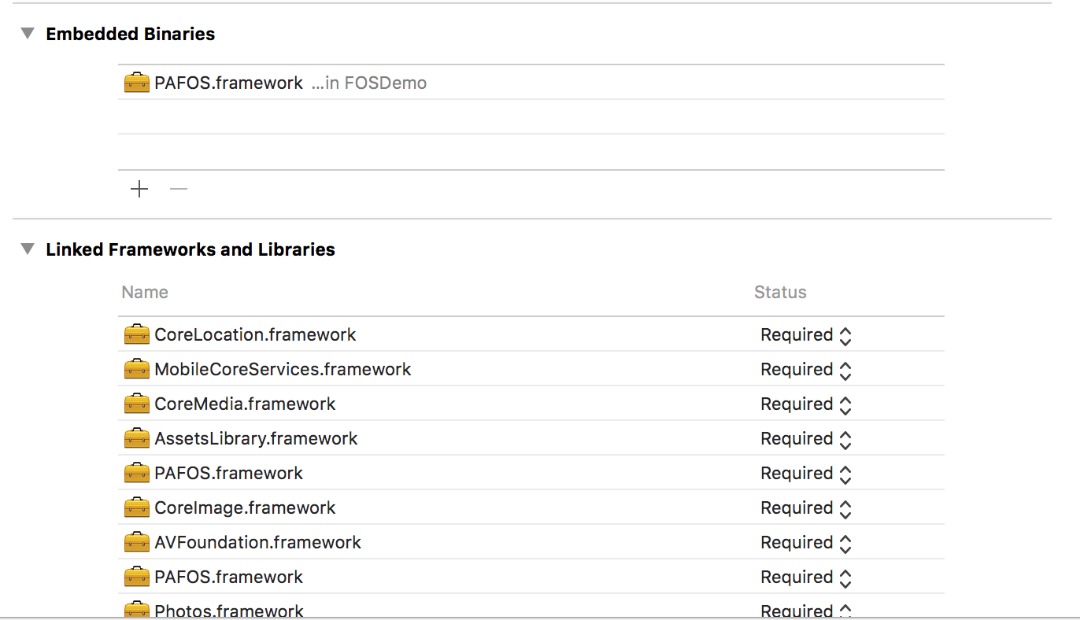 Embedded Binaries
PAFOS.framework ...in FOSDemo
Linked Frameworks and Libraries
Name Status
CoreLocation.framework Required
MobileCoreServices.framework Required
CoreMedia.framework Required
AssetsLibrary.framework Required
PAFOS.framework Required
CoreImage.framework Required
AVFoundation.framework Required
PAFOS.framework Required
Photos.framework Required